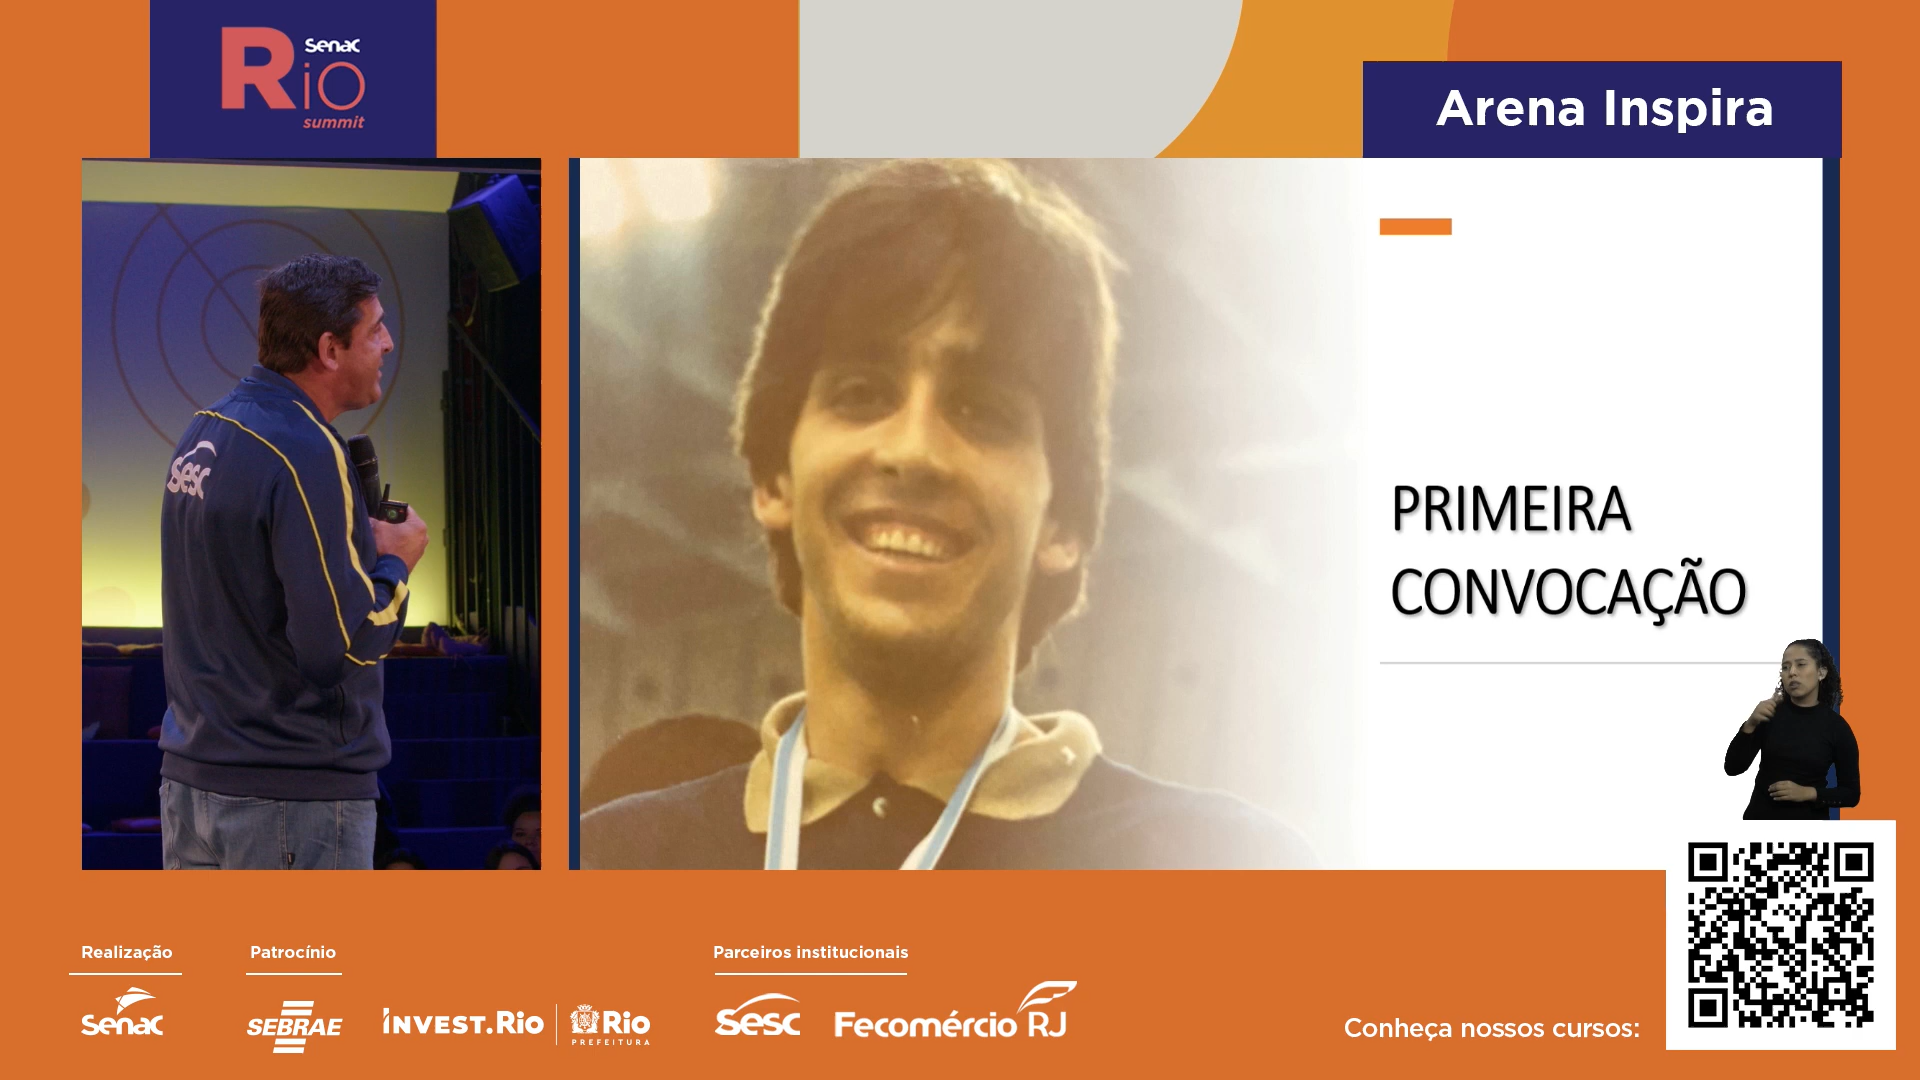 Senac
Rio
summit
Arena Inspira
sesc
PRIMEIRA
CONVOCAÇÃO
Realização
Patrocínio
Parceiros institucionais
Senac
SEBRAE
INVEST.Rio
Rio
PREFEITURA
Sesc
Fecomércio RJ
Conheça nossos cursos: